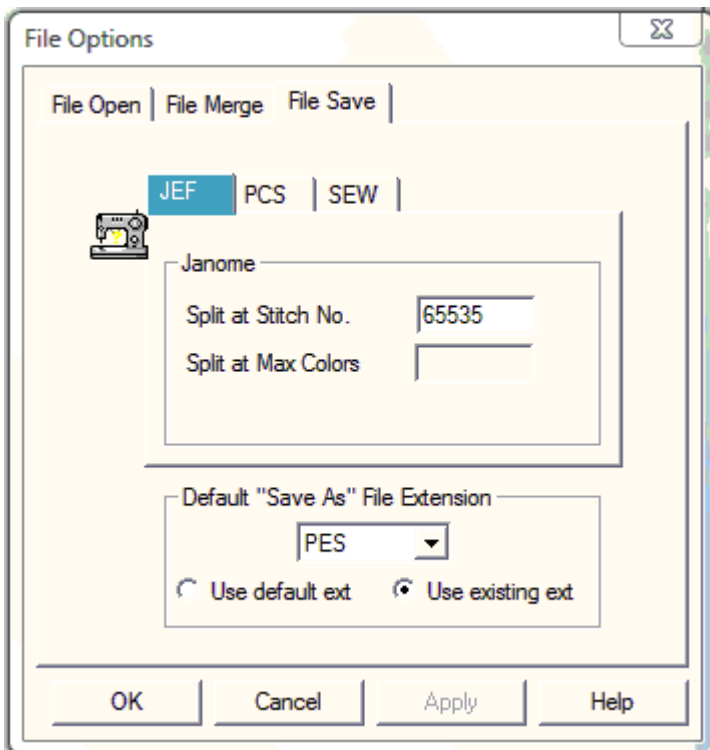 File Options
File Open File Merge File Save
JEF PCS SEW
Janome
Split at Stitch No. 65535
Split at Max Colors
Default "Save As" File Extension
PES
Use default ext Use existing ext
OK Cancel Apply Help